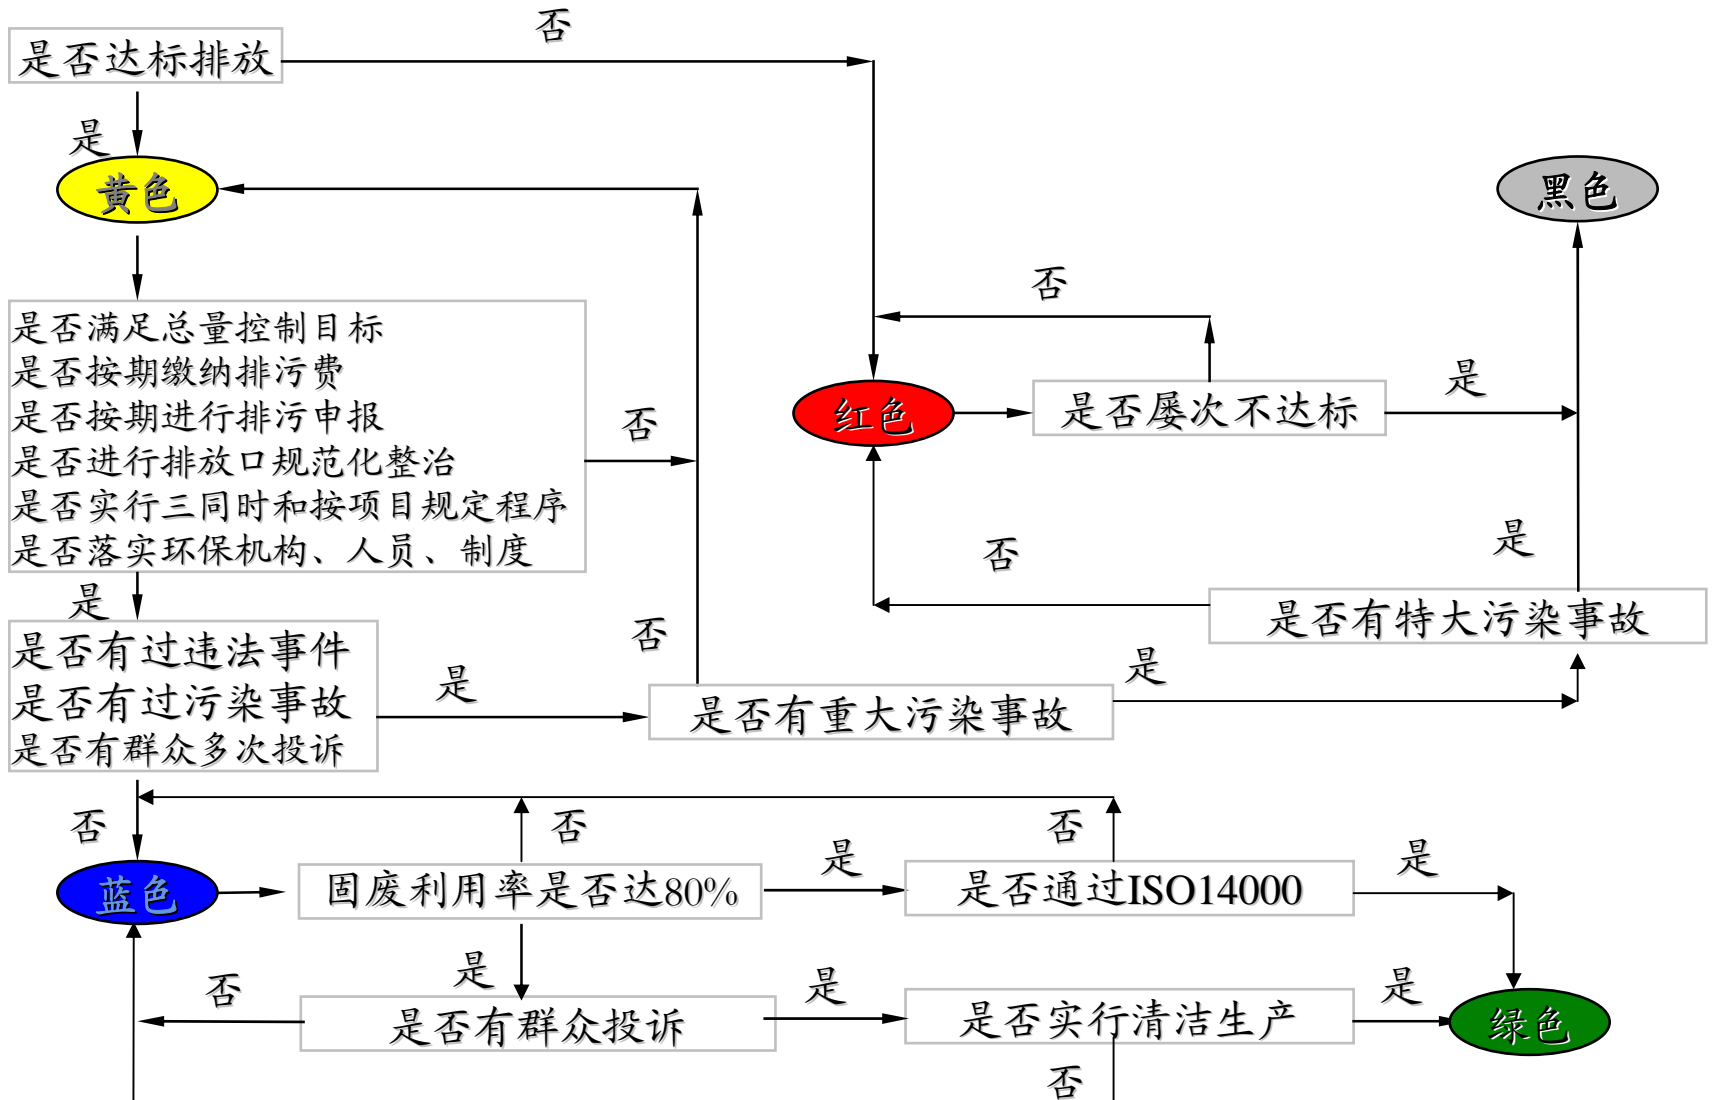 否
是否达标排放
是
黄色
黑色
否
是否满足总量控制目标
是否按期缴纳排污费
是否按期进行排污申报
是否进行排放口规范化整治
是否实行三同时和按项目规定程序
是否落实环保机构、人员、制度
否
红色
是否屡次不达标
是
否
是
是
是否有特大污染事故
是否有过违法事件
是否有过污染事故
是否有群众多次投诉
是
否
是否有重大污染事故
是
否
否
是
否
是
蓝色
固废利用率是否达80%
是否通过ISO14000
否
是
是
是
是否有群众投诉
是否实行清洁生产
绿色
否